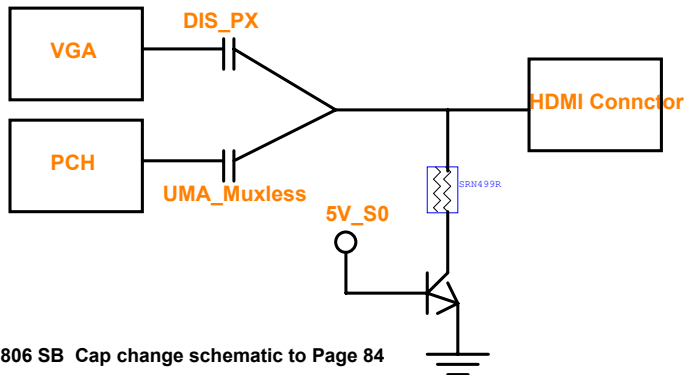 DIS_PX
VGA
HDMI Connctor
PCH
SRN499R
UMA_Muxless
5V_S0
806 SB Cap change schematic to Page 84